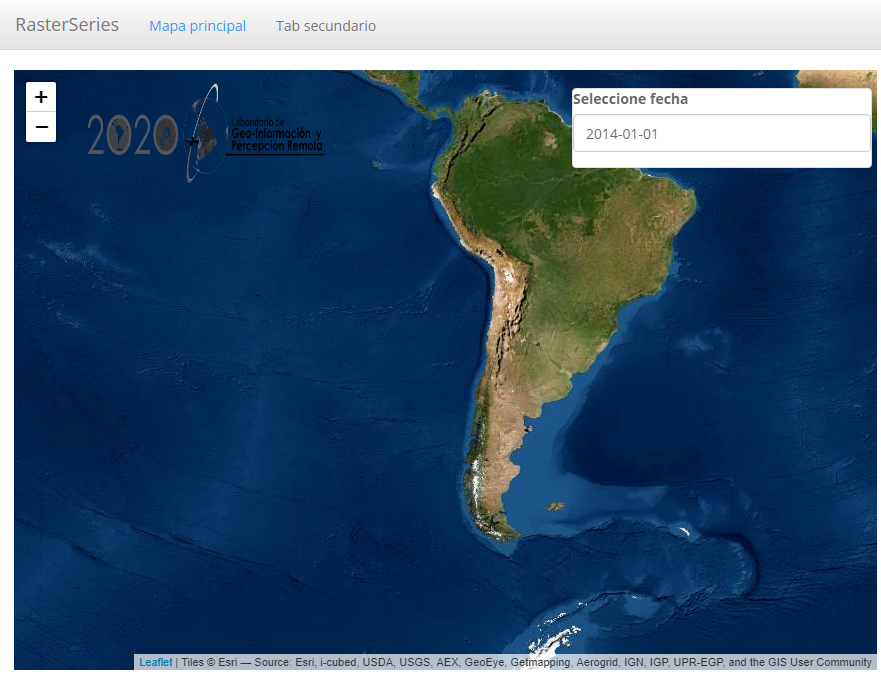 RasterSeries Mapa principal Tab secundario
+
−
2020
Laboratorio de
Geo-Información y
Percepción Remota
Seleccione fecha
2014-01-01
Leaflet | Tiles © Esri — Source: Esri, i-cubed, USDA, USGS, AEX, GeoEye, Getmapping, Aerogrid, IGN, IGP, UPR-EGP, and the GIS User Community